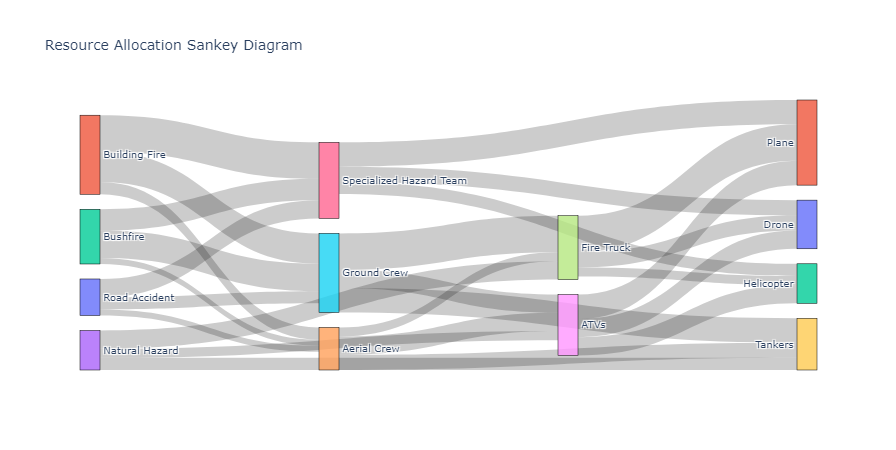 Resource Allocation Sankey Diagram
Building Fire
Bushfire
Road Accident
Natural Hazard
Specialized Hazard Team
Ground Crew
Aerial Crew
Fire Truck
ATVs
Plane
Drone
Helicopter
Tankers